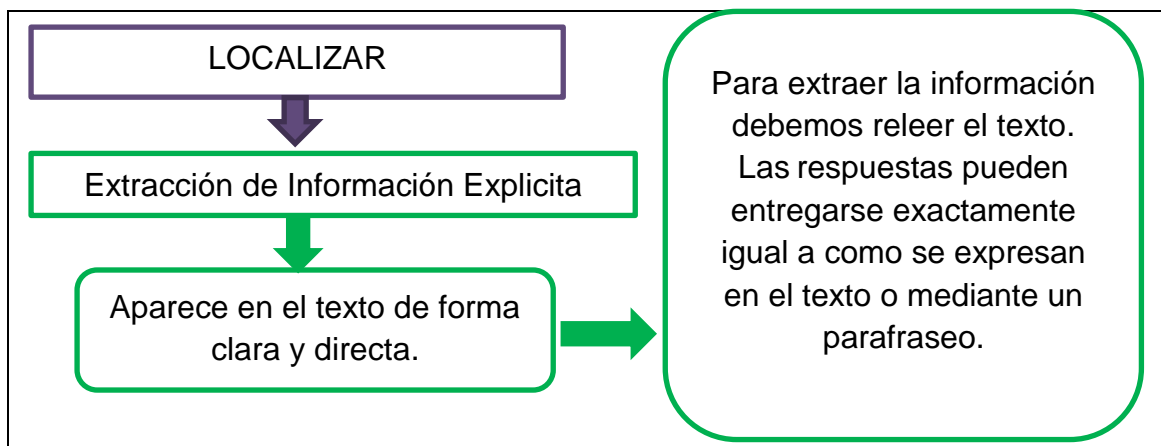 LOCALIZAR
Extracción de Información Explicita
Aparece en el texto de forma
clara y directa.
Para extraer la información
debemos releer el texto.
Las respuestas pueden
entregarse exactamente
igual a como se expresan
en el texto o mediante un
parafraseo.